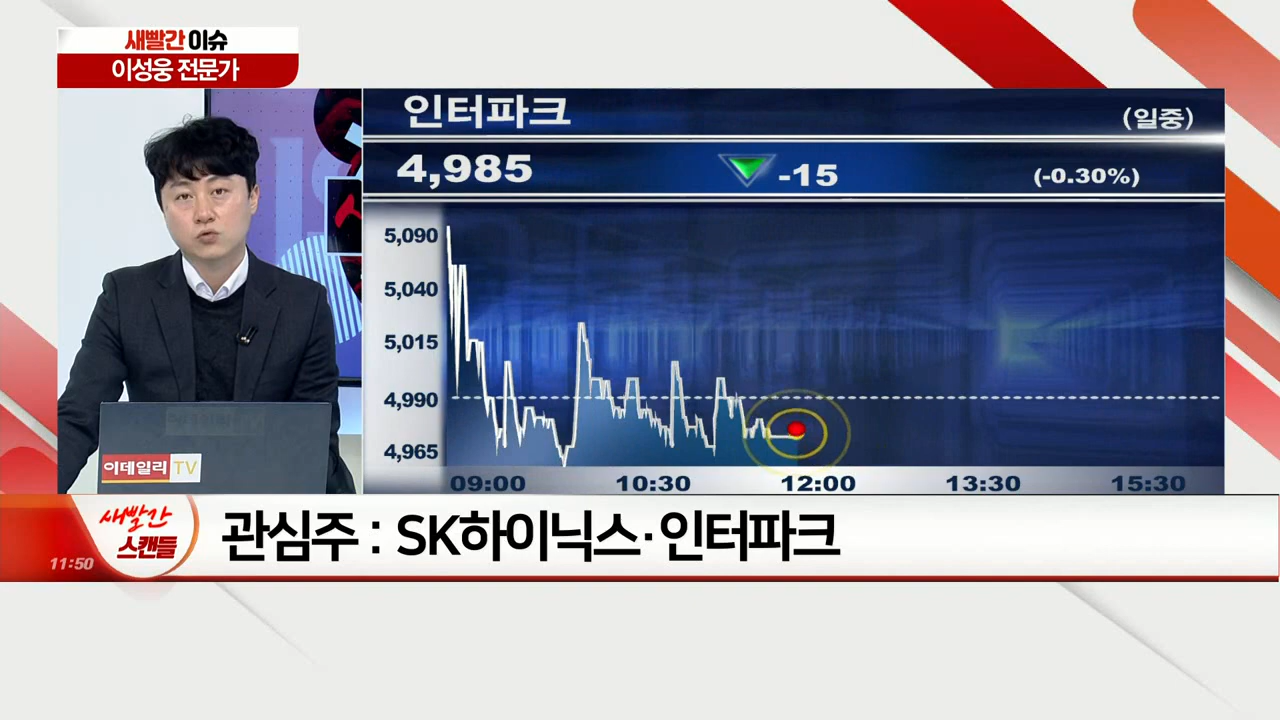 새빨간 이슈
이성웅 전문가
인터파크
(일중)
4,985
-15
(-0.30%)
5,090
5,040
5,015
4,990
4,965
09:00
10:30
12:00
13:30
15:30
이데일리 TV
새빨간
스캔들
11:50
관심주 : SK하이닉스·인터파크